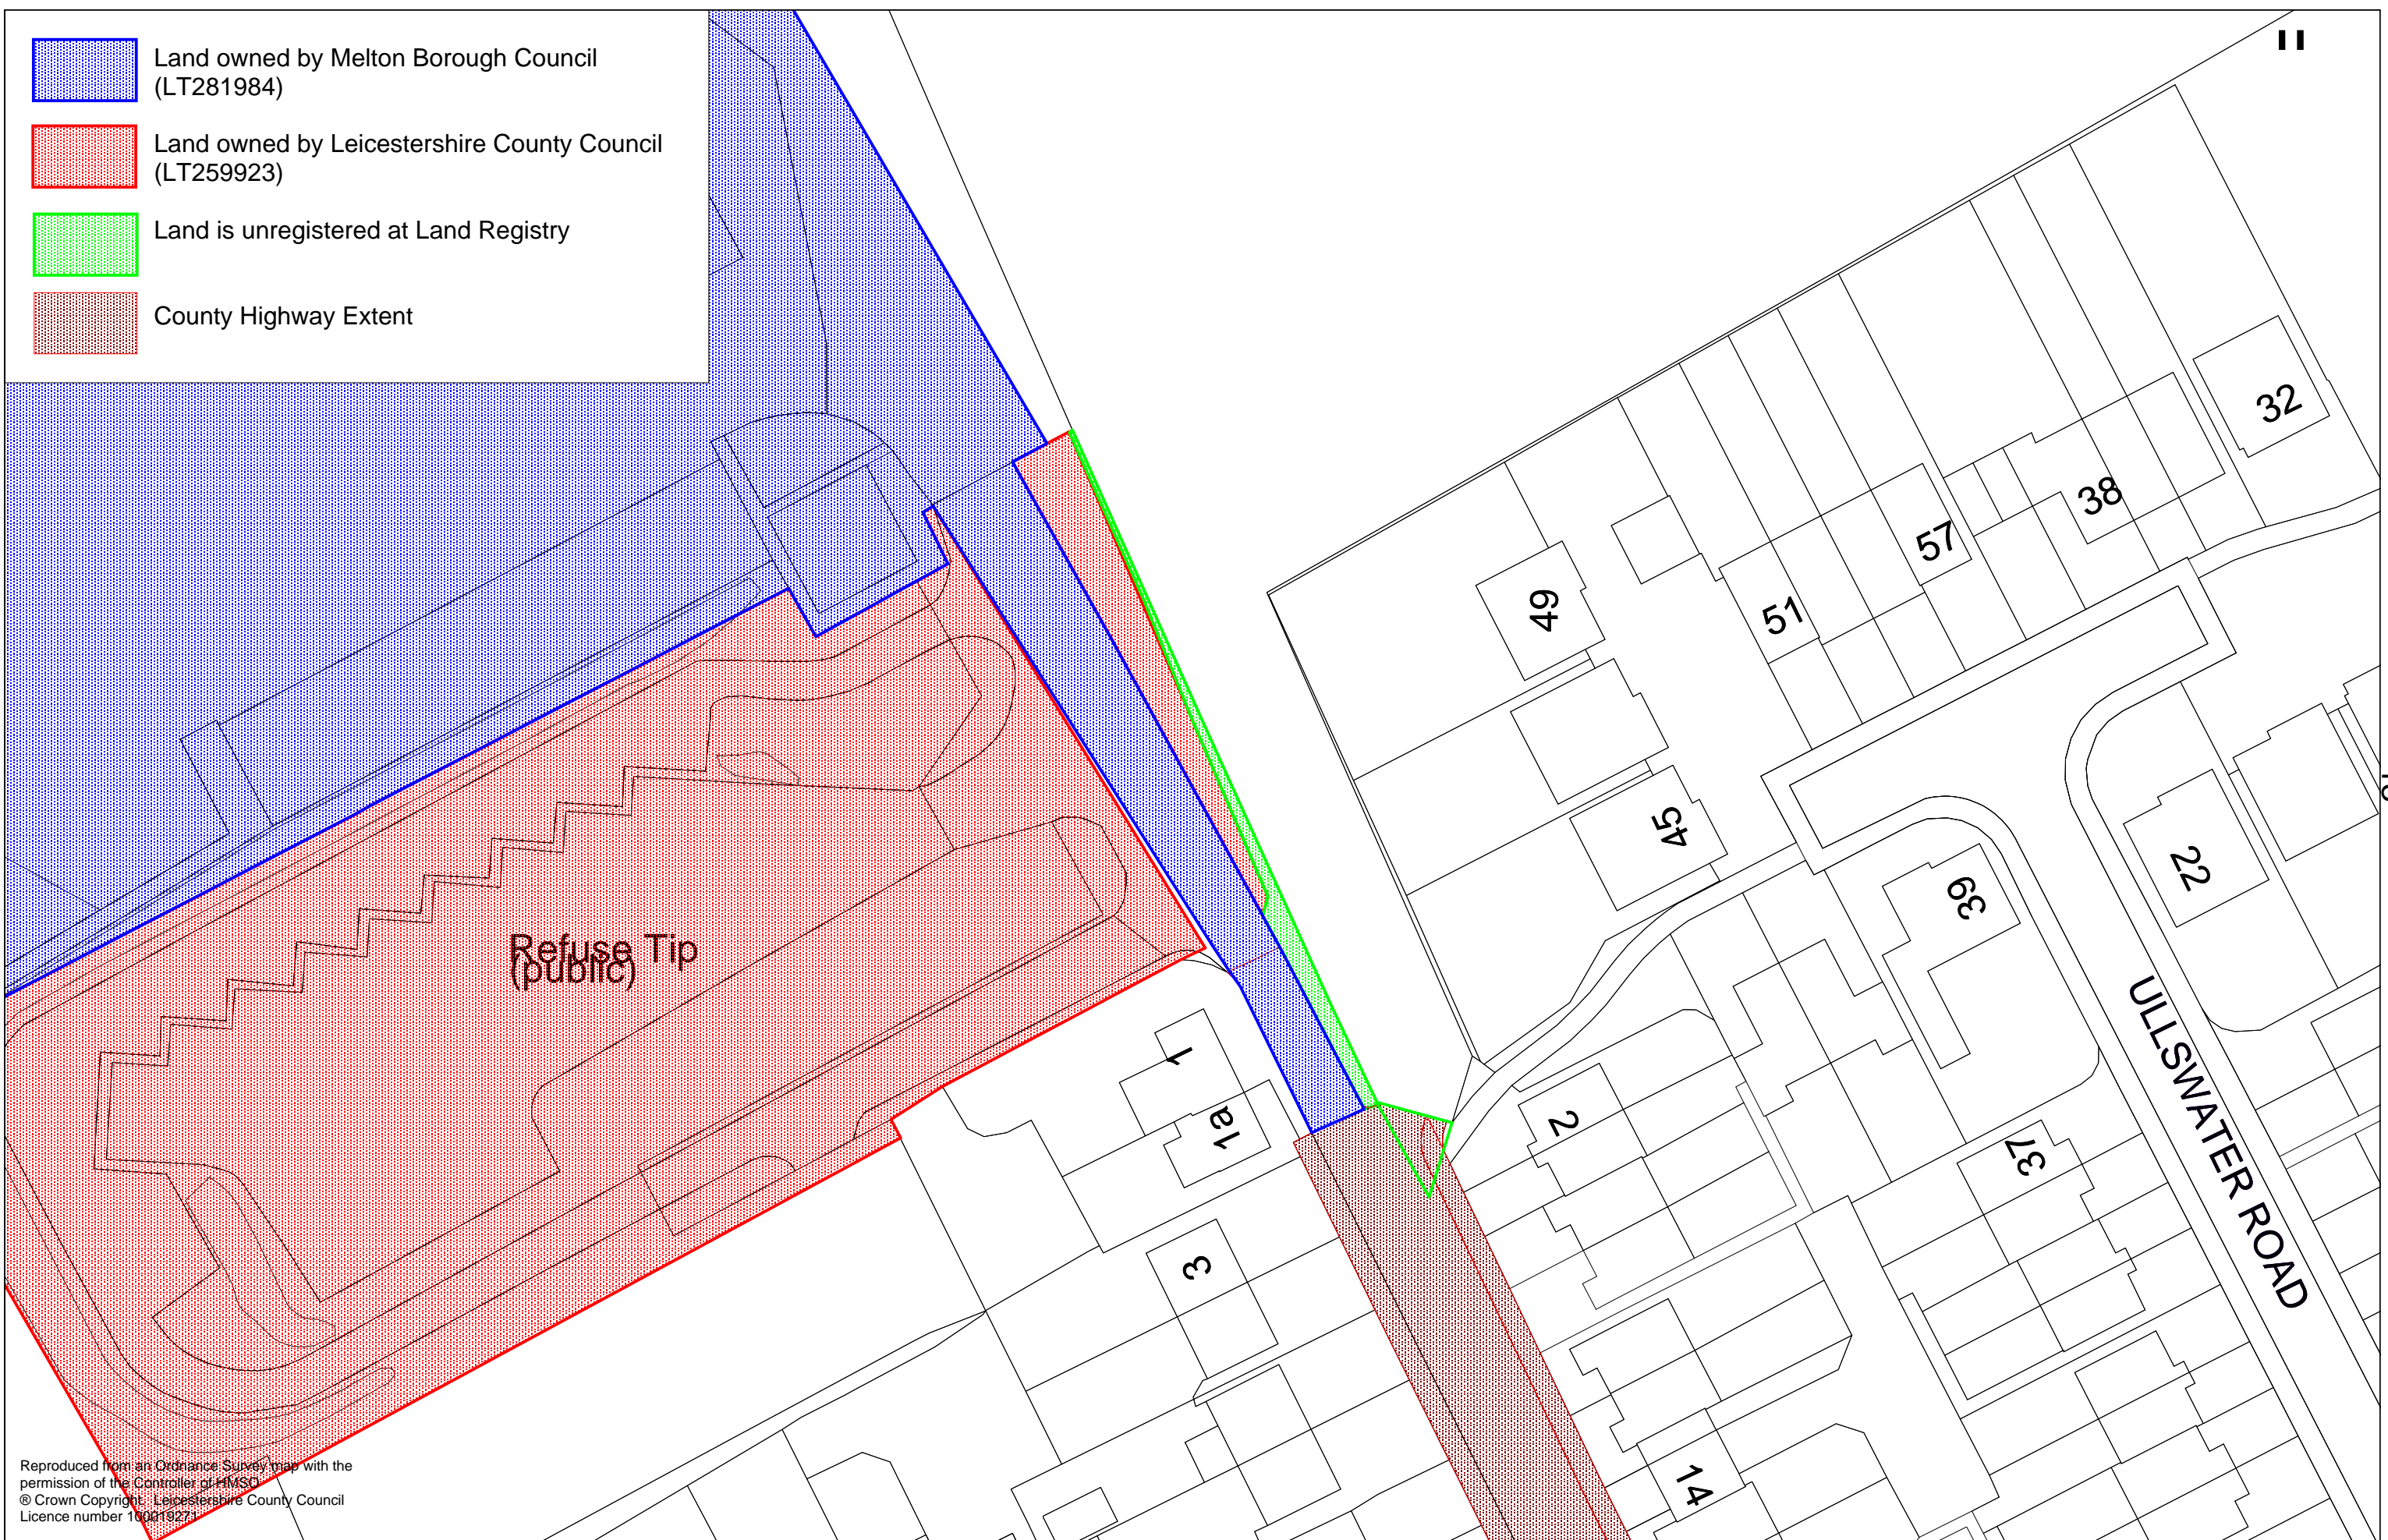 Land owned by Melton Borough Council
(LT281984)
Land owned by Leicestershire County Council
(LT259923)
Land is unregistered at Land Registry
County Highway Extent
32
38
57
49
51
45
39
22
Refuse Tip
(public)
1
1a
2
37
ULLSWATER ROAD
3
14
Reproduced from an Ordnance Survey map with the
permission of the Controller of HMSO
® Crown Copyright Leicestershire County Council
Licence number 100019271